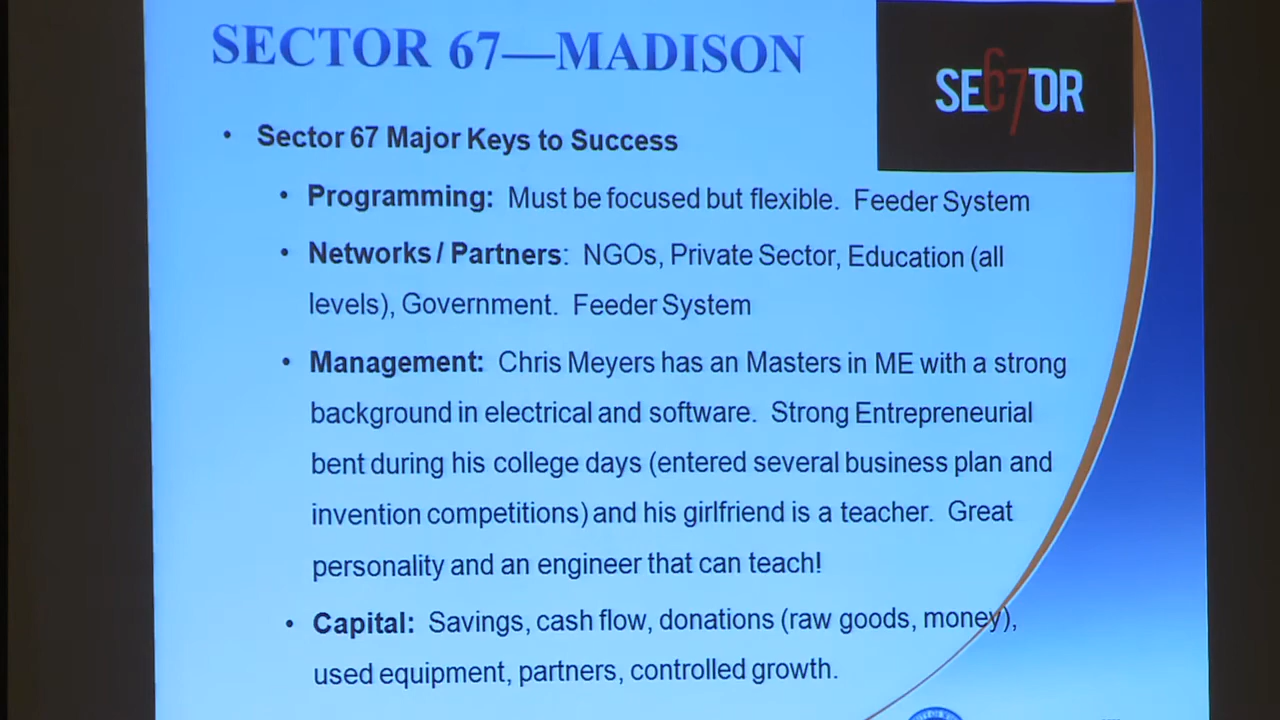 SECTOR 67—MADISON
SECTOR
67
• Sector 67 Major Keys to Success
• Programming: Must be focused but flexible. Feeder System
• Networks / Partners: NGOs, Private Sector, Education (all
levels), Government. Feeder System
• Management: Chris Meyers has an Masters in ME with a strong
background in electrical and software. Strong Entrepreneurial
bent during his college days (entered several business plan and
invention competitions) and his girlfriend is a teacher. Great
personality and an engineer that can teach!
• Capital: Savings, cash flow, donations (raw goods, money),
used equipment, partners, controlled growth.